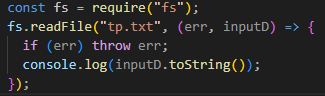 const fs = require("fs");
fs.readFile("tp.txt", (err, inputD) => {
  if (err) throw err;
  console.log(inputD.toString());
});